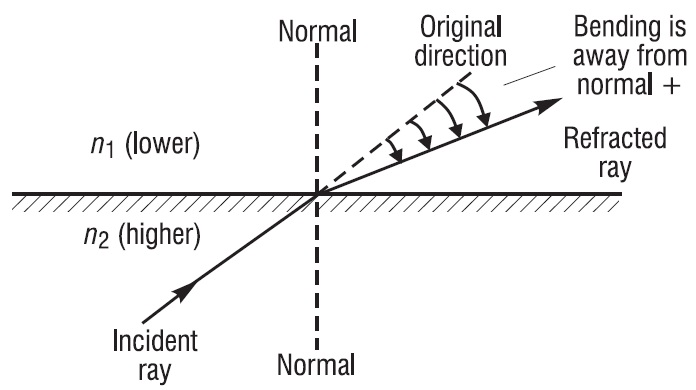 Normal
Original
direction
Bending is
away from
normal +
n₁ (lower)
Refracted
ray
n₂ (higher)
Incident
ray
Normal